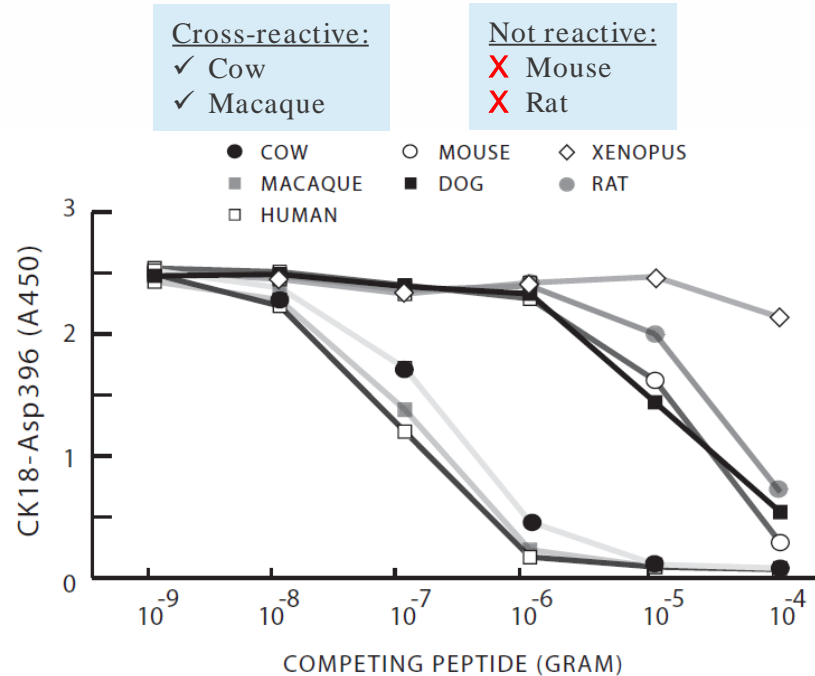 Cross-reactive:
✓ Cow
✓ Macaque
Not reactive:
X Mouse
X Rat
COW
MOUSE
XENOPUS
MACAQUE
DOG
RAT
HUMAN
CK18-Asp396 (A450)
3
2
1
0
10^-9
10^-8
10^-7
10^-6
10^-5
10^-4
COMPETING PEPTIDE (GRAM)